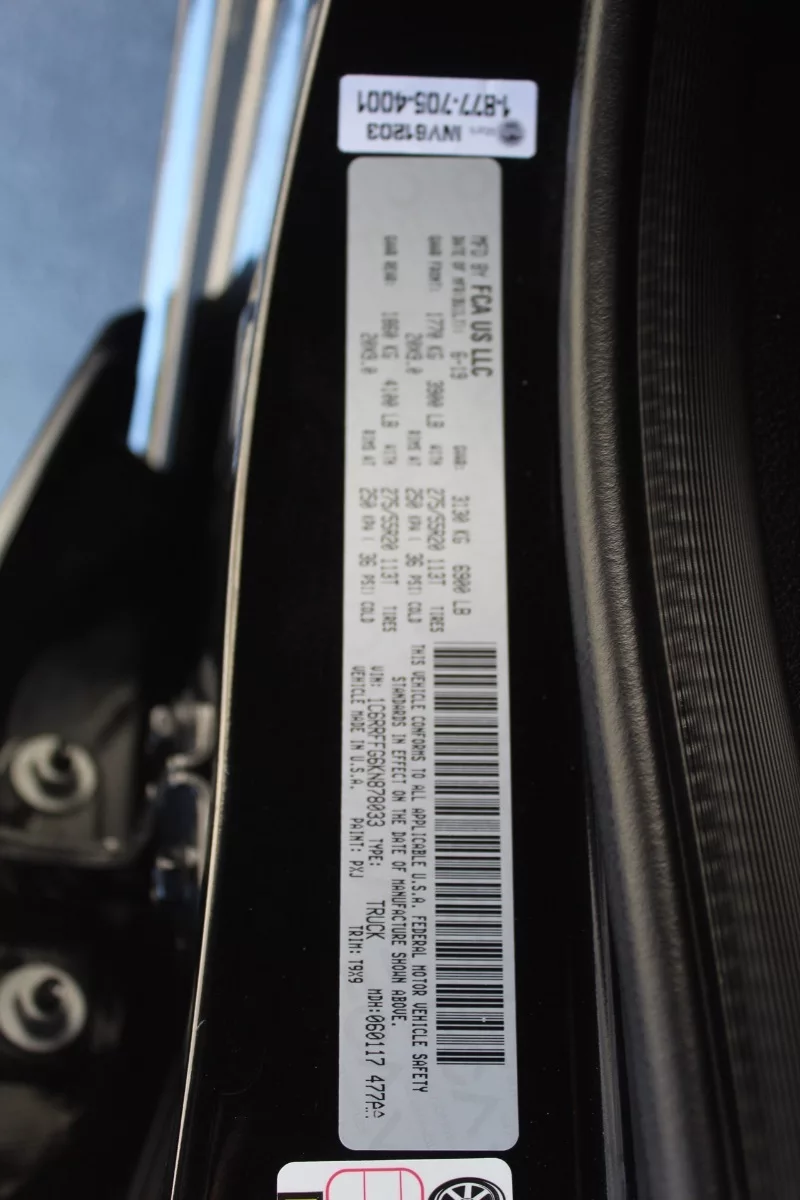 INV61203
1-877-705-4001
MFD BY FCA US LLC
DATE OF MFR 6-19 GVWR: 3130 KG 6900 LB
GAWR FRONT: 1770 KG 3900 LB WITH 275/55R20 113T TIRES
20X9.0 RIMS AT 250 KPA( 36 PSI) COLD
GAWR REAR: 1860 KG 4100 LB WITH 275/55R20 113T TIRES
20X9.0 RIMS AT 250 KPA( 36 PSI) COLD
THIS VEHICLE CONFORMS TO ALL APPLICABLE U.S.A. FEDERAL MOTOR VEHICLE SAFETY
STANDARDS IN EFFECT ON THE DATE OF MANUFACTURE SHOWN ABOVE.
VIN: 1C6RRFFG6KN878033 TYPE: TRUCK MDH:060117 477
VEHICLE MADE IN U.S.A. PAINT: PXJ TRIM: T9X9